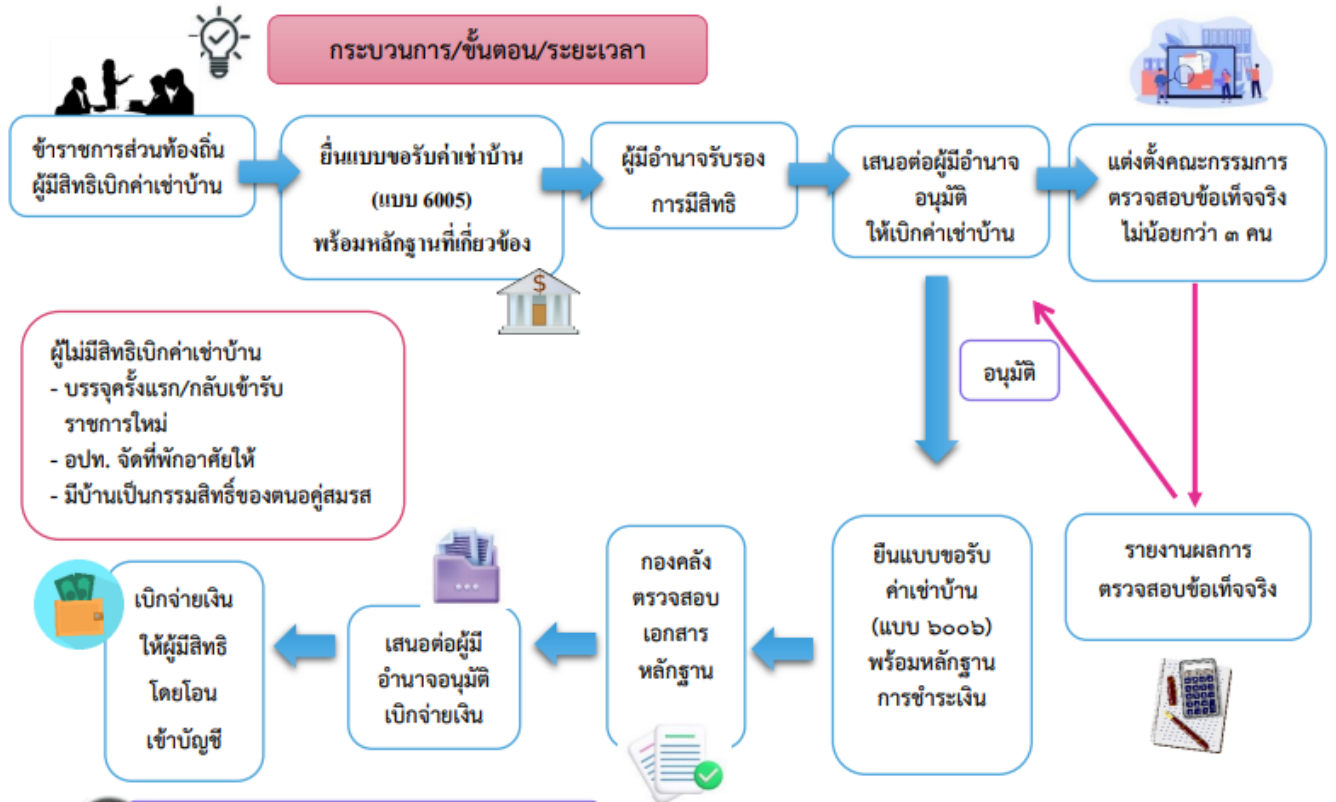 กระบวนการ/ขั้นตอน/ระยะเวลา
ข้าราชการส่วนท้องถิ่น
ผู้มีสิทธิเบิกค่าเช่าบ้าน
ยื่นแบบขอรับค่าเช่าบ้าน
(แบบ 6005)
พร้อมหลักฐานที่เกี่ยวข้อง
ผู้มีอำนาจรับรอง
การมีสิทธิ
เสนอต่อผู้มีอำนาจ
อนุมัติ
ให้เบิกค่าเช่าบ้าน
แต่งตั้งคณะกรรมการ
ตรวจสอบข้อเท็จจริง
ไม่น้อยกว่า ๓ คน
$
ผู้ไม่มีสิทธิเบิกค่าเช่าบ้าน
- บรรจุครั้งแรก/กลับเข้ารับ
ราชการใหม่
- อปท. จัดที่พักอาศัยให้
- มีบ้านเป็นกรรมสิทธิ์ของตนอคู่สมรส
อนุมัติ
รายงานผลการ
ตรวจสอบข้อเท็จจริง
ยืนแบบขอรับ
ค่าเช่าบ้าน
(แบบ ๖๐๐๖)
พร้อมหลักฐาน
การชำระเงิน
กองคลัง
ตรวจสอบ
เอกสาร
หลักฐาน
เสนอต่อผู้มี
อำนาจอนุมัติ
เบิกจ่ายเงิน
เบิกจ่ายเงิน
ให้ผู้มีสิทธิ
โดยโอน
เข้าบัญชี